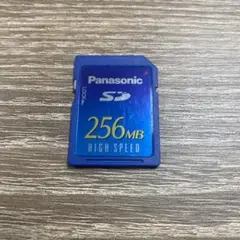 Panasonic
SD
256MB
HIGH SPEED